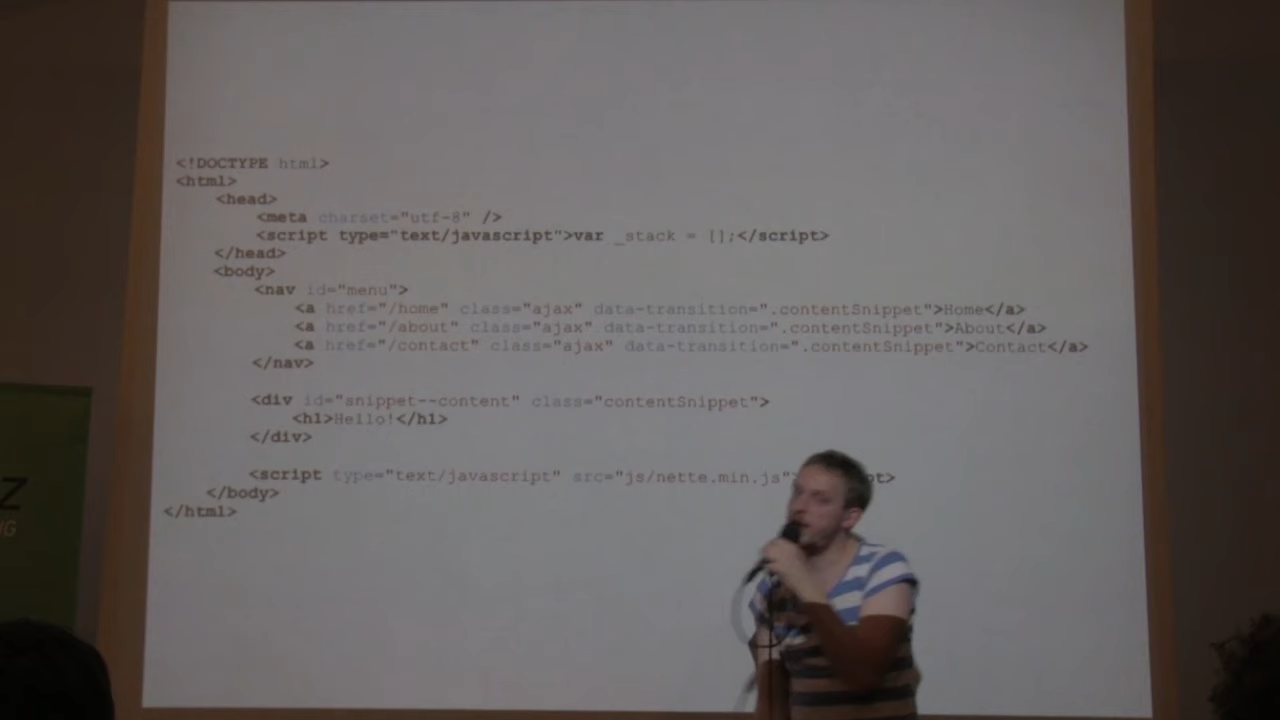 <!DOCTYPE html>
<html>
<head>
<meta charset="utf-8" />
<script type="text/javascript">var _stack = [];</script>
</head>
<body>
<nav id="menu">
<a href="/home" class="ajax" data-transition=".contentSnippet">Home</a>
<a href="/about" class="ajax" data-transition=".contentSnippet">About</a>
<a href="/contact" class="ajax" data-transition=".contentSnippet">Contact</a>
</nav>
<div id="snippet--content" class="contentSnippet">
<h1>Hello!</h1>
</div>
<script type="text/javascript" src="js/nette.min.js"> pt>
</body>
</html>
Z
G